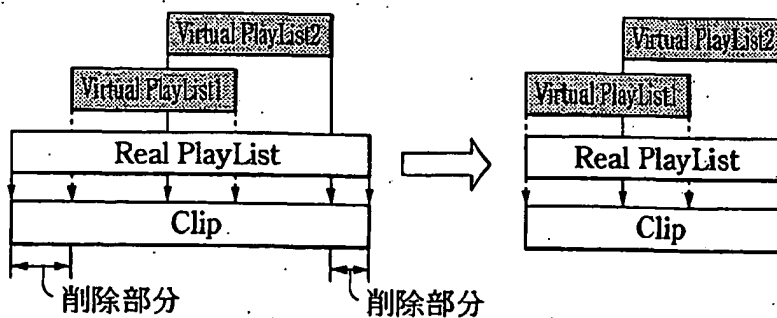 Virtual PlayList2
Virtual PlayList1
Real PlayList
Clip
削除部分
削除部分
Virtual PlayList2
Virtual PlayList1
Real PlayList
Clip